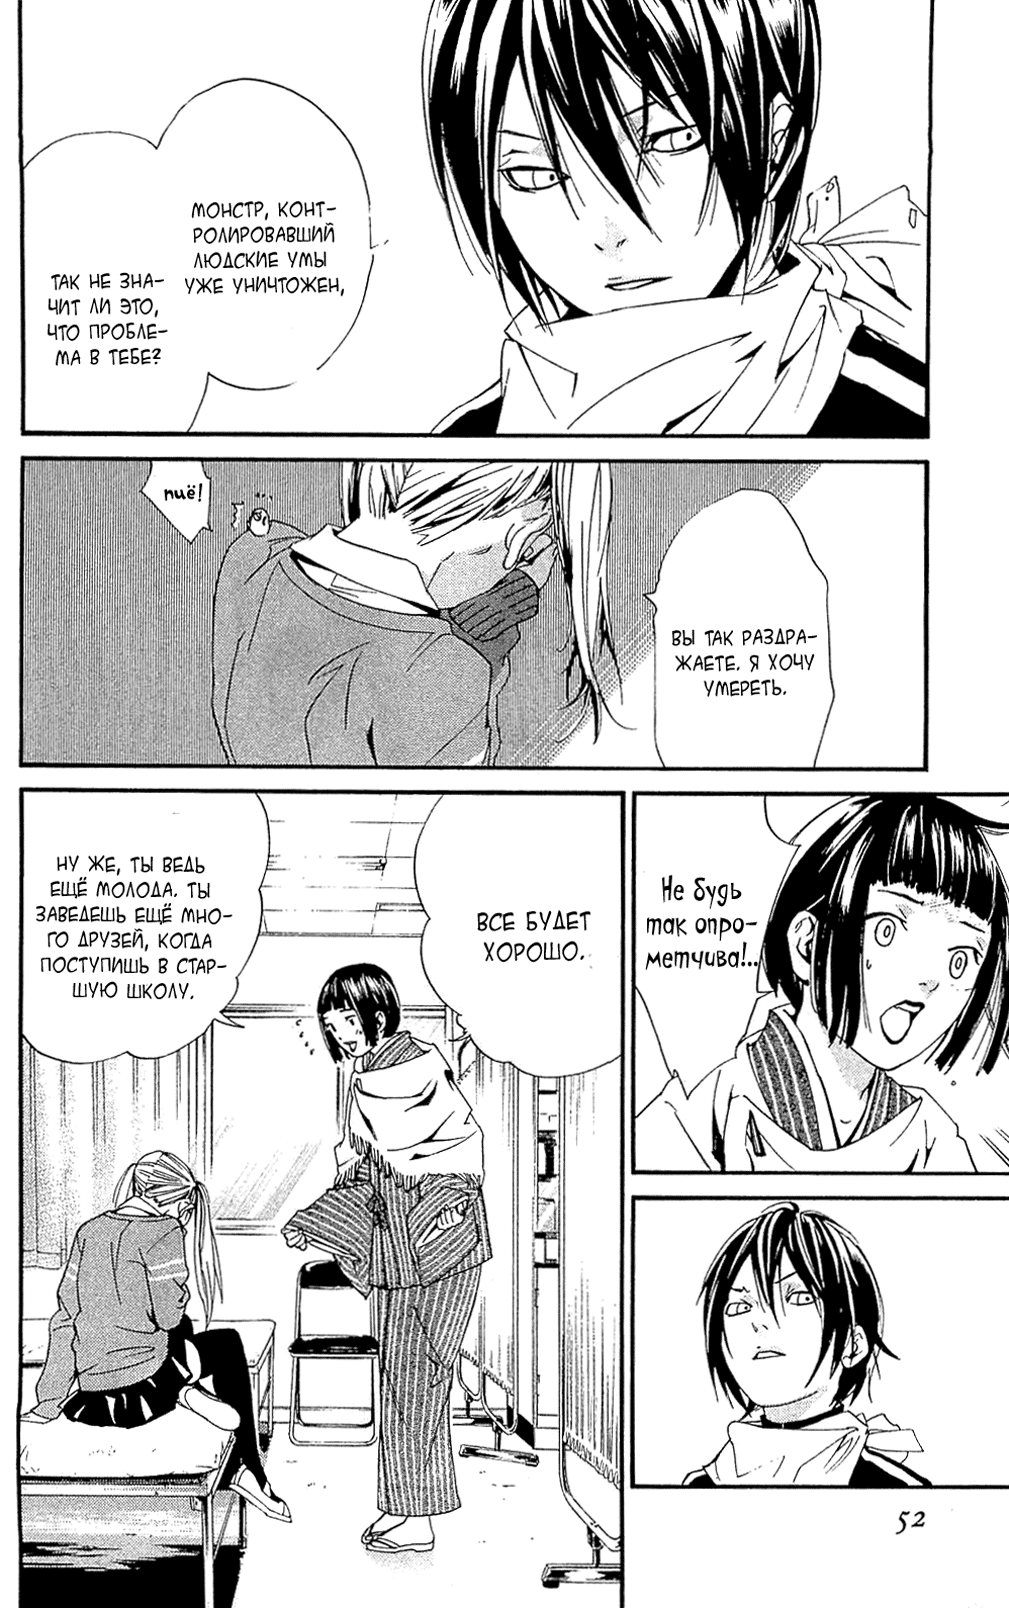 МОНСТР, КОНТ-
РОЛИРОВАВШИЙ
ЛЮДСКИЕ УМЫ
УЖЕ УНИЧТОЖЕН,
ТАК НЕ ЗНА-
ЧИТ ЛИ ЭТО,
ЧТО ПРОБЛЕ-
МА В ТЕБЕ?
ВЫ ТАК РАЗДРА-
ЖАЕТЕ. Я ХОЧУ
УМЕРЕТЬ.
пиё!
Не будь
так опро-
метчива!..
ВСЕ БУДЕТ
ХОРОШО.
НУ ЖЕ, ТЫ ВЕДЬ
ЕЩЁ МОЛОДА. ТЫ
ЗАВЕДЕШЬ ЕЩЁ МНО-
ГО ДРУЗЕЙ, КОГДА
ПОСТУПИШЬ В СТАР-
ШУЮ ШКОЛУ.
52